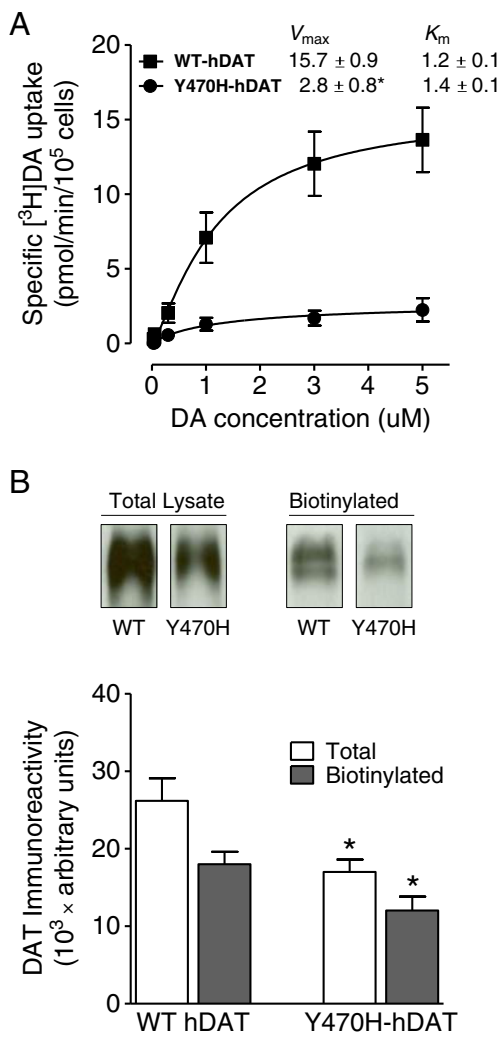 A
V_max K_m
WT-hDAT 15.7 ± 0.9 1.2 ± 0.1
Y470H-hDAT 2.8 ± 0.8* 1.4 ± 0.1
Specific [³H]DA uptake
(pmol/min/10⁵ cells)
20
15
10
5
0
0 1 2 3 4 5
DA concentration (uM)
B
Total Lysate Biotinylated
WT Y470H WT Y470H
DAT Immunoreactivity
(10³ × arbitrary units)
40
30
20
10
0
Total
Biotinylated
* *
WT hDAT Y470H-hDAT